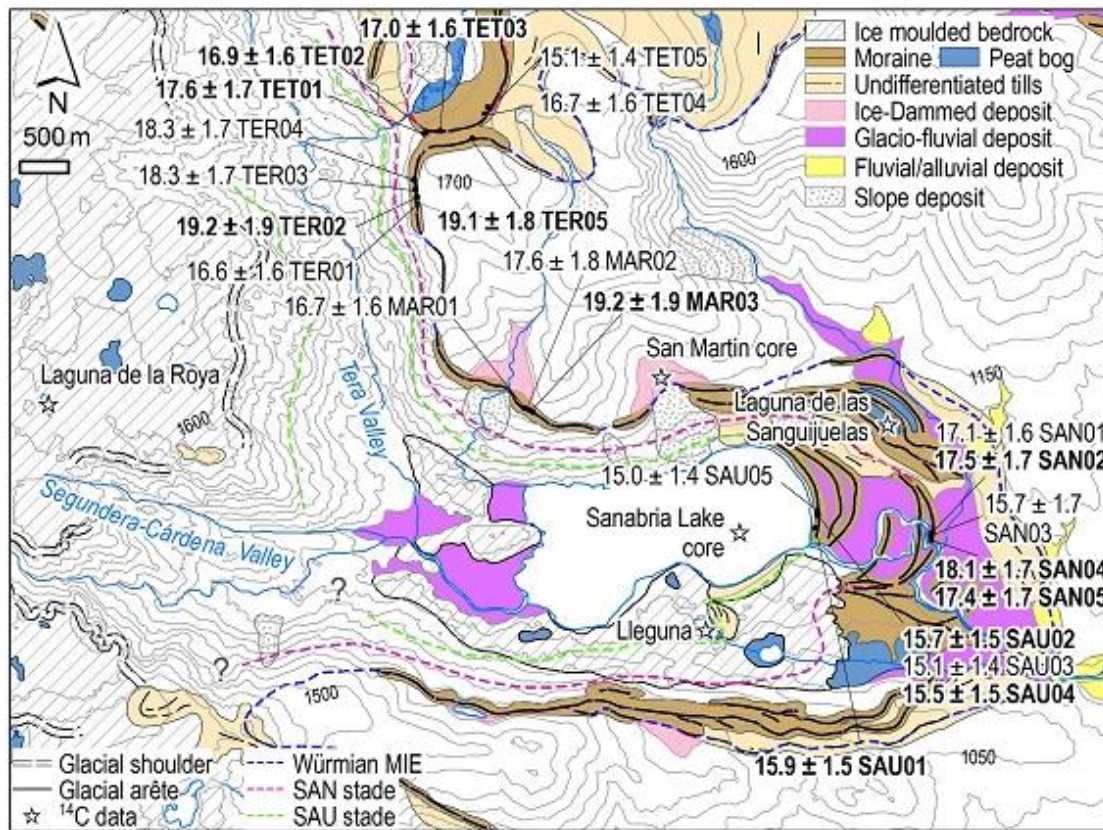 17.0 ± 1.6 TET03
16.9 ± 1.6 TET02
15.1 ± 1.4 TET05
17.6 ± 1.7 TET01
16.7 ± 1.6 TET04
18.3 ± 1.7 TER04
18.3 ± 1.7 TER03
19.2 ± 1.9 TER02
19.1 ± 1.8 TER05
16.6 ± 1.6 TER01
17.6 ± 1.8 MAR02
16.7 ± 1.6 MAR01
19.2 ± 1.9 MAR03
N
500 m
Ice moulded bedrock
Moraine
Peat bog
Undifferentiated tills
Ice-Dammed deposit
Glacio-fluvial deposit
Fluvial/alluvial deposit
Slope deposit
1600
1700
San Martin core
Laguna de la Roya
1600
Tera Valley
1150
Laguna de las
Sanguijuelas
17.1 ± 1.6 SAN01
17.5 ± 1.7 SAN02
15.0 ± 1.4 SAU05
15.7 ± 1.7
SAN03
Sanabria Lake
core
Segundera-Cárdena Valley
18.1 ± 1.7 SAN04
17.4 ± 1.7 SAN05
?
Lleguna
15.7 ± 1.5 SAU02
15.1 ± 1.4 SAU03
15.5 ± 1.5 SAU04
?
1500
1050
15.9 ± 1.5 SAU01
Glacial shoulder
Glacial arête
14C data
Würmian MIE
SAN stade
SAU stade